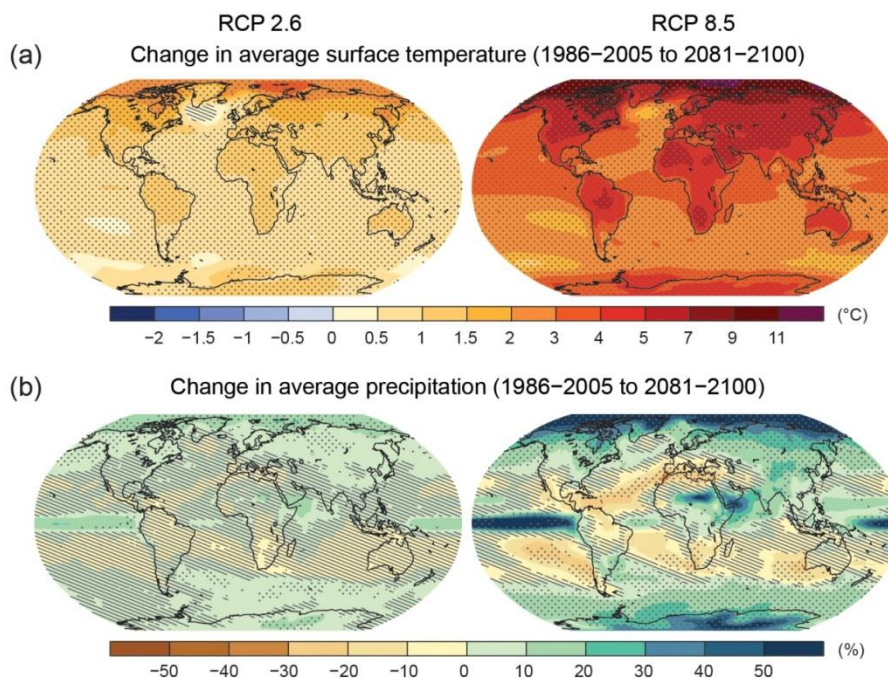 RCP 2.6 RCP 8.5
(a) Change in average surface temperature (1986−2005 to 2081−2100)
(°C)
−2 −1.5 −1 −0.5 0 0.5 1 1.5 2 3 4 5 7 9 11
(b) Change in average precipitation (1986−2005 to 2081−2100)
(%)
−50 −40 −30 −20 −10 0 10 20 30 40 50